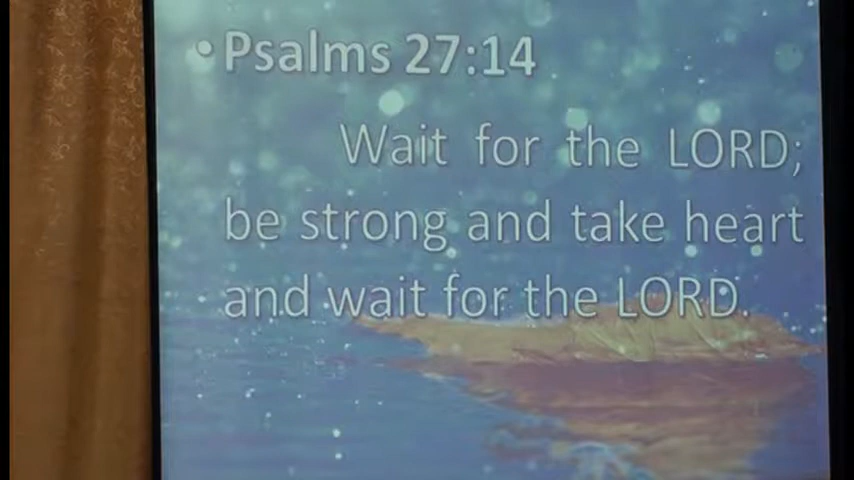 • Psalms 27:14
Wait for the LORD;
be strong and take heart
and wait for the LORD.